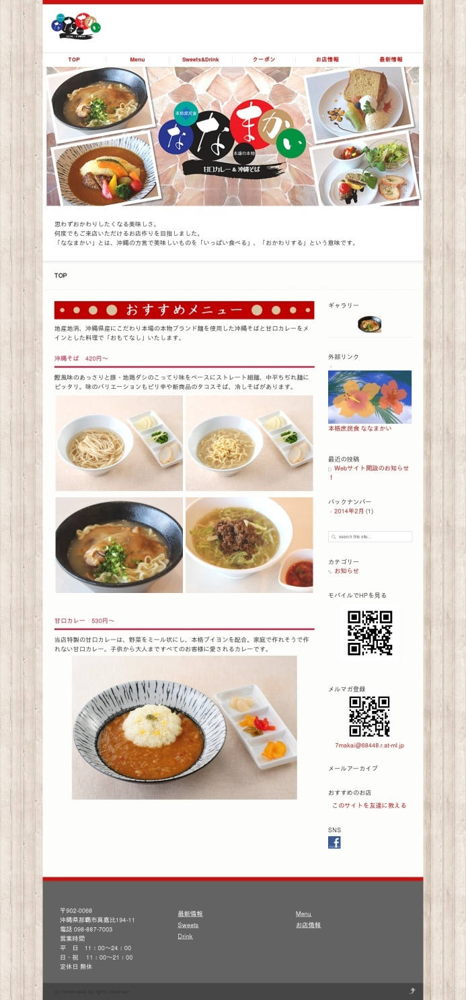 ななまかい
TOP
Menu
Sweets&Drink
クーポン
お店情報
最新情報
本格庶民食
ななまかい
本場の本物
甘口カレー & 沖縄そば
思わずおかわりしたくなる美味しさ。
何度でもご来店いただけるお店作りを目指しました。
「ななまかい」とは、沖縄の方言で美味しいものを「いっぱい食べる」、「おかわりする」という意味です。
TOP
おすすめメニュー
地産地消、沖縄県産にこだわり本場の本物ブランド麺を使用した沖縄そばと甘口カレーをメ
インとした料理で「おもてなし」いたします。
沖縄そば　420円～
鰹風味のあっさりと豚・地鶏ダシのこってり味をベースにストレート細麺、中平ちぢれ麺に
ピッタリ。味のバリエーションもピリ辛や新商品のタコスそば、冷しそばがあります。
甘口カレー　530円～
当店特製の甘口カレーは、野菜をミール状にし、本格ブイヨンを配合。家庭で作れそうで作
れない甘口カレー。子供から大人まですべてのお客様に愛されるカレーです。
ギャラリー
外部リンク
本格庶民食 ななまかい
最近の投稿
Webサイト開設のお知らせ
！
バックナンバー
2014年2月 (1)
search this site...
カテゴリー
お知らせ
モバイルでHPを見る
メルマガ登録
7makai@68448.r.at-ml.jp
メールアーカイブ
おすすめのお店
このサイトを友達に教える
SNS
〒902-0068
沖縄県那覇市真嘉比194-11
電話 098-887-7003
営業時間
平　日　11：00～24：00
日・祝　11：00～21：00
定休日 無休
最新情報
Sweets
Drink
Menu
お店情報